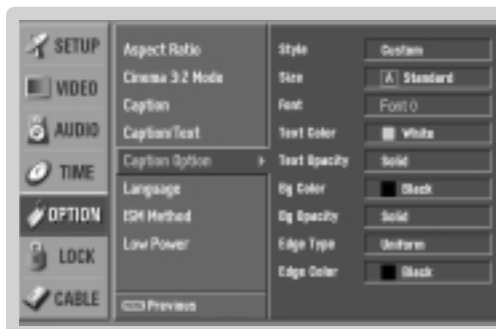 SETUP
VIDEO
AUDIO
TIME
OPTION
LOCK
CABLE
Aspect Ratio
Cinema 3:2 Mode
Caption
Caption/Text
Caption Option
Language
ISM Method
Low Power
Previous
Style Custom
Size A Standard
Font Font 0
Text Color White
Text Opacity Solid
Bg Color Black
Bg Opacity Solid
Edge Type Uniform
Edge Color Black